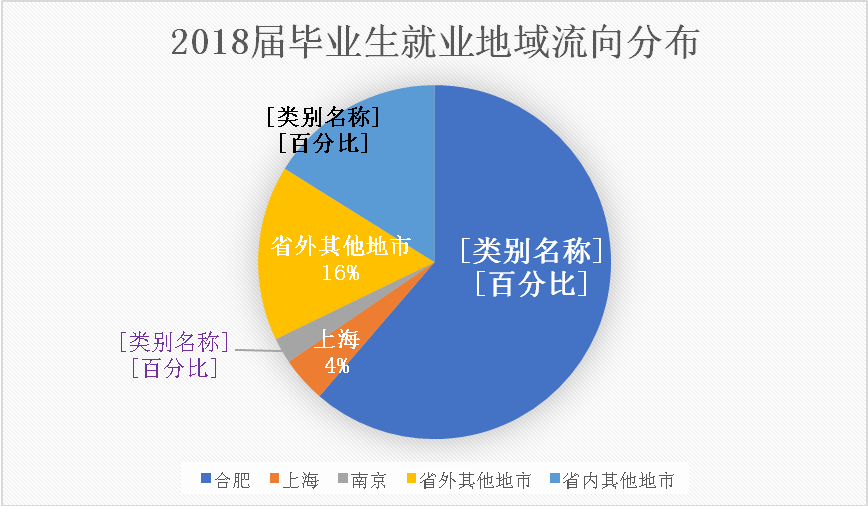 2018届毕业生就业地域流向分布
[类别名称]
[百分比]
[类别名称]
[百分比]
省外其他地市
16%
[类别名称]
[百分比]
上海
4%
合肥 上海 南京 省外其他地市 省内其他地市